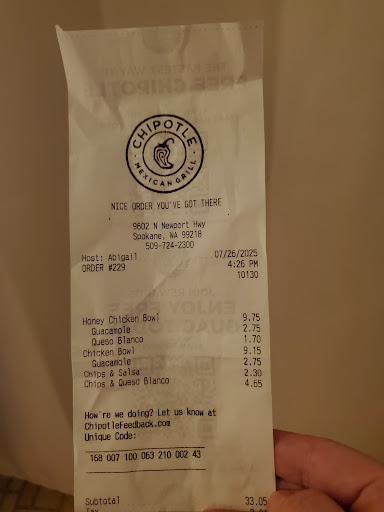 CHIPOTLE
MEXICAN GRILL
NICE ORDER YOU'VE GOT THERE
9602 N Newport Hwy
Spokane, WA 99218
509-724-2300
Host: Abigail 07/26/2025
ORDER #229 4:26 PM
10130
Honey Chicken Bowl 9.75
Guacamole 2.75
Queso Blanco 1.70
Chicken Bowl 9.15
Guacamole 2.75
Chips & Salsa 2.30
Chips & Queso Blanco 4.65
How're we doing? Let us know at
ChipotleFeedback.com
Unique Code:
168 007 100 063 210 002 43
Subtotal 33.05
Tax